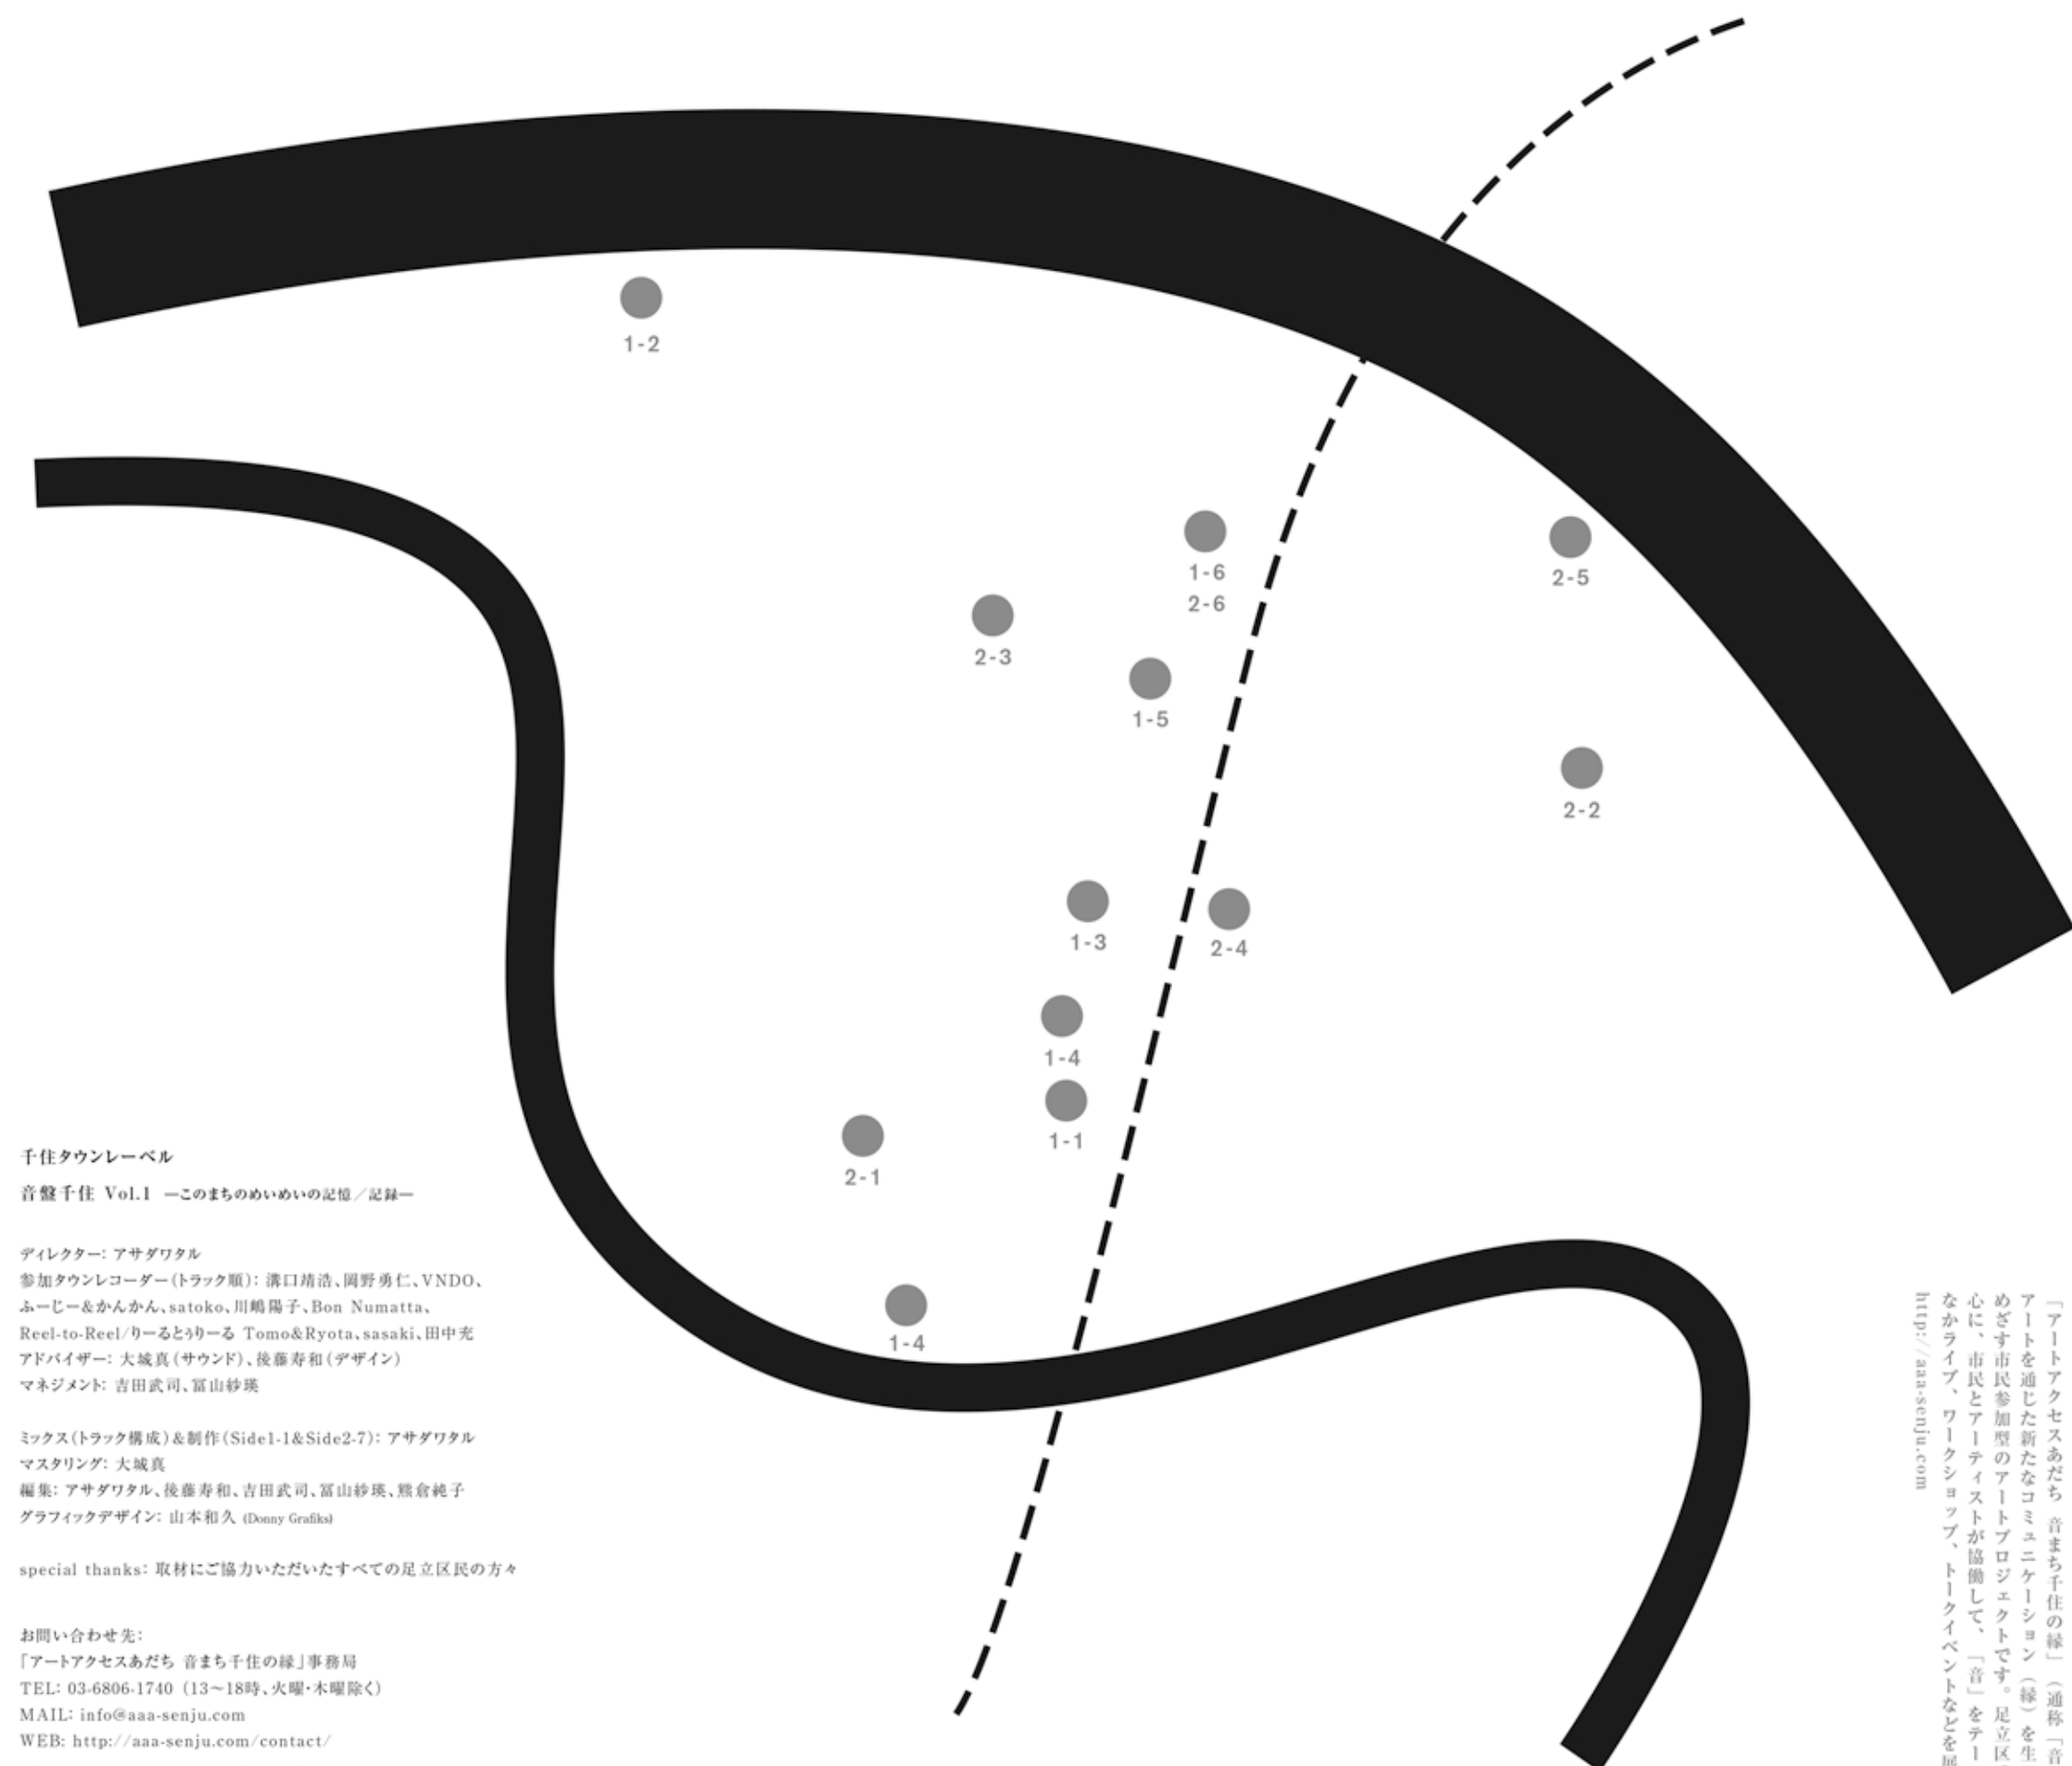 1-2
1-6
2-6
2-5
2-3
1-5
2-2
1-3
2-4
1-4
1-1
2-1
1-4
千住タウンレーベル
音盤千住 Vol.1 ―このまちのめいめいの記憶／記録―
ディレクター: アサダワタル
参加タウンレコーダー（トラック順）: 溝口靖浩、岡野勇仁、VNDO、
ふーじー&かんかん、satoko、川嶋陽子、Bon Numatta、
Reel-to-Reel/りーるとぅりーる Tomo&Ryota、sasaki、田中充
アドバイザー: 大城真（サウンド）、後藤寿和（デザイン）
マネジメント: 吉田武司、冨山紗瑛
ミックス（トラック構成）&制作（Side1-1&Side2-7）: アサダワタル
マスタリング: 大城真
編集: アサダワタル、後藤寿和、吉田武司、冨山紗瑛、熊倉純子
グラフィックデザイン: 山本和久 (Donny Grafiks)
special thanks: 取材にご協力いただいたすべての足立区民の方々
お問い合わせ先:
「アートアクセスあだち 音まち千住の縁」事務局
TEL: 03-6806-1740（13〜18時、火曜・木曜除く）
MAIL: info@aaa-senju.com
WEB: http://aaa-senju.com/contact/
「アートアクセスあだち 音まち千住の縁」（通称「音
アートを通じた新たなコミュニケーション（縁）を生
めざす市民参加型のアートプロジェクトです。足立区
心に、市民とアーティストが協働して、「音」をテー
なかライブ、ワークショップ、トークイベントなどを展
http://aaa-senju.com